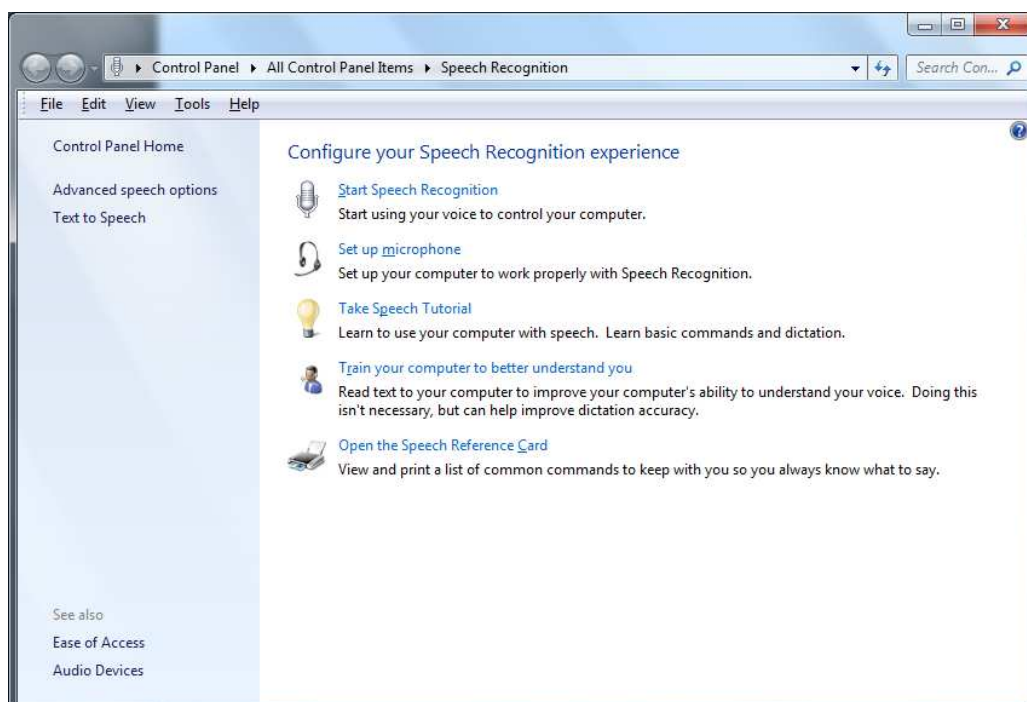 Control Panel ▸ All Control Panel Items ▸ Speech Recognition
Search Con...
File Edit View Tools Help
Control Panel Home
Advanced speech options
Text to Speech
Configure your Speech Recognition experience
Start Speech Recognition
Start using your voice to control your computer.
Set up microphone
Set up your computer to work properly with Speech Recognition.
Take Speech Tutorial
Learn to use your computer with speech. Learn basic commands and dictation.
Train your computer to better understand you
Read text to your computer to improve your computer's ability to understand your voice. Doing this
isn't necessary, but can help improve dictation accuracy.
Open the Speech Reference Card
View and print a list of common commands to keep with you so you always know what to say.
See also
Ease of Access
Audio Devices